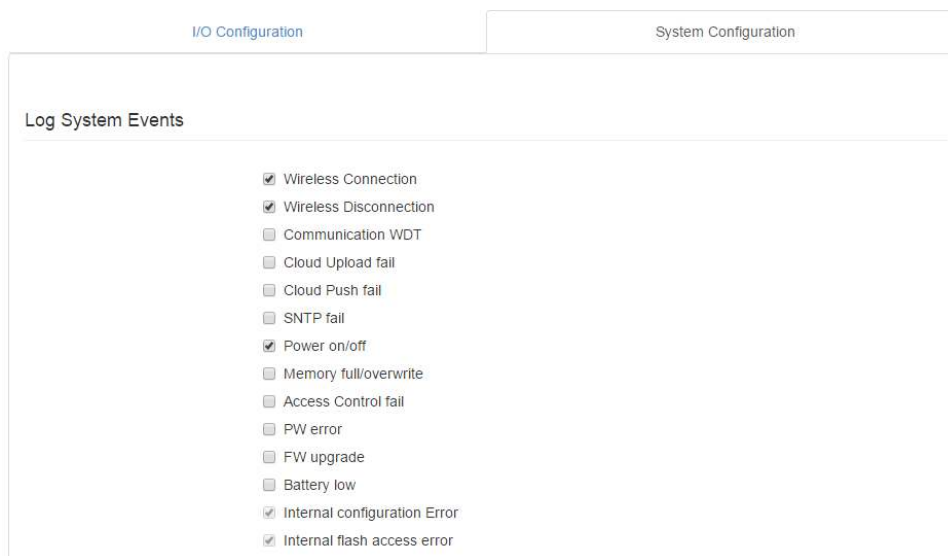 I/O Configuration
System Configuration
Log System Events
Wireless Connection
Wireless Disconnection
Communication WDT
Cloud Upload fail
Cloud Push fail
SNTP fail
Power on/off
Memory full/overwrite
Access Control fail
PW error
FW upgrade
Battery low
Internal configuration Error
Internal flash access error